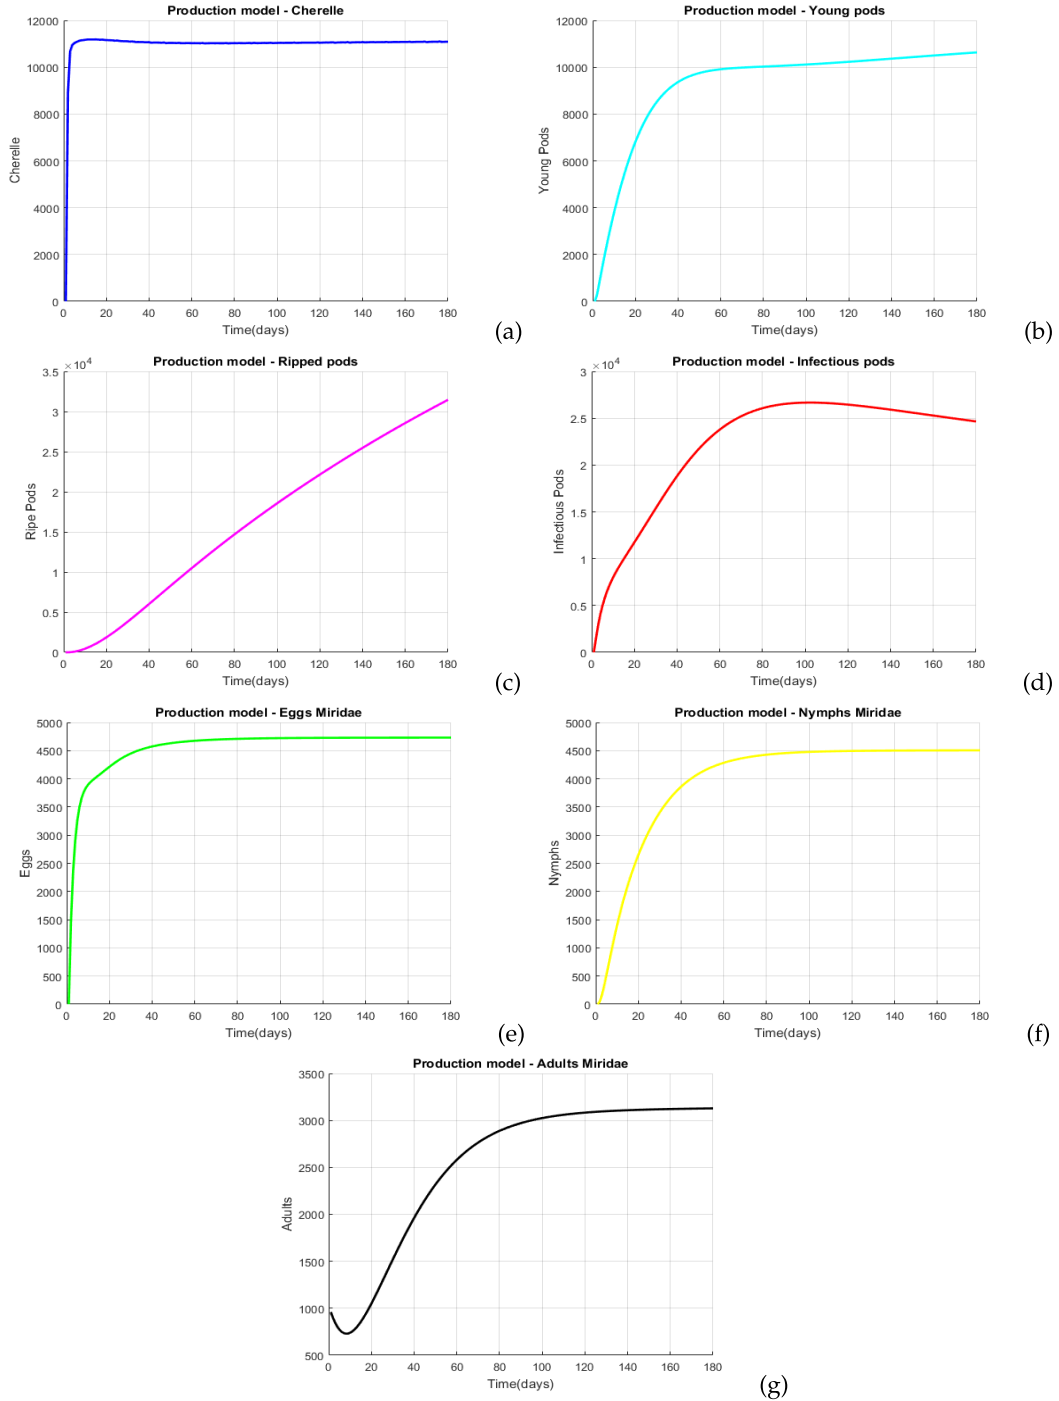 Production model - Cherelle
12000
10000
8000
6000
4000
2000
0
Cherelle
0 20 40 60 80 100 120 140 160 180
Time(days)
(a)
Production model - Young pods
12000
10000
8000
6000
4000
2000
0
Young Pods
0 20 40 60 80 100 120 140 160 180
Time(days)
(b)
Production model - Ripped pods
×10^4
3.5
3
2.5
2
1.5
1
0.5
0
Ripe Pods
0 20 40 60 80 100 120 140 160 180
Time(days)
(c)
Production model - Infectious pods
×10^4
3
2.5
2
1.5
1
0.5
0
Infectious Pods
0 20 40 60 80 100 120 140 160 180
Time(days)
(d)
Production model - Eggs Miridae
5000
4500
4000
3500
3000
2500
2000
1500
1000
500
0
Eggs
0 20 40 60 80 100 120 140 160 180
Time(days)
(e)
Production model - Nymphs Miridae
5000
4500
4000
3500
3000
2500
2000
1500
1000
500
0
Nymphs
0 20 40 60 80 100 120 140 160 180
Time(days)
(f)
Production model - Adults Miridae
3500
3000
2500
2000
1500
1000
500
Adults
0 20 40 60 80 100 120 140 160 180
Time(days)
(g)